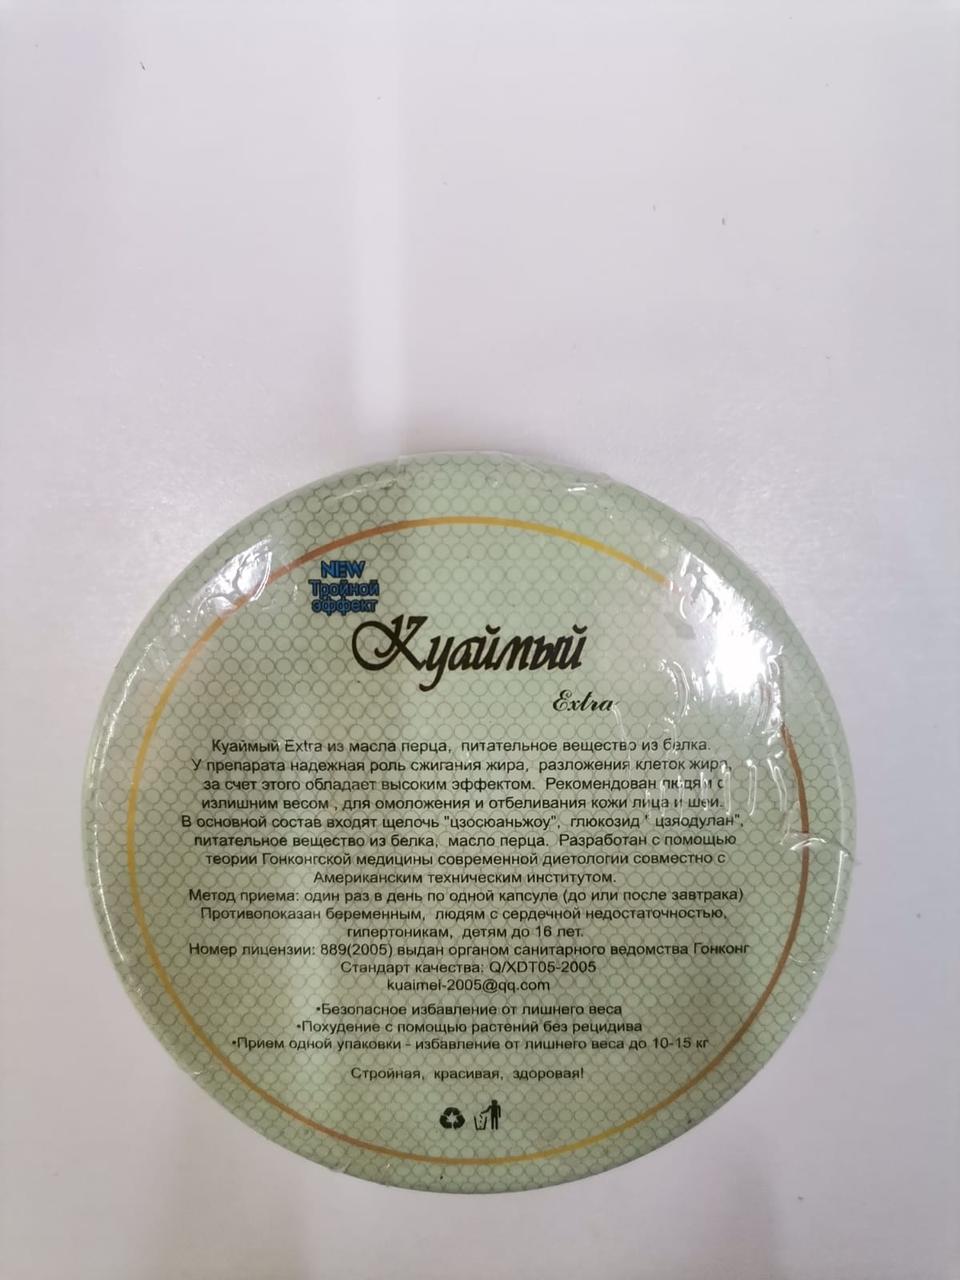 NEW
Тройной
эффект
Куаймый
Extra
Куаймый Extra из масла перца, питательное вещество из белка.
У препарата надежная роль сжигания жира, разложения клеток жира,
за счет этого обладает высоким эффектом. Рекомендован людям с
излишним весом , для омоложения и отбеливания кожи лица и шеи.
В основной состав входят щелочь "цзосюаньжоу", глюкозид "цзяодулан",
питательное вещество из белка, масло перца. Разработан с помощью
теории Гонконгской медицины современной диетологии совместно с
Американским техническим институтом.
Метод приема: один раз в день по одной капсуле (до или после завтрака)
Противопоказан беременным, людям с сердечной недостаточностью,
гипертоникам, детям до 16 лет.
Номер лицензии: 889(2005) выдан органом санитарного ведомства Гонконг
Стандарт качества: Q/XDT05-2005
kuaimel-2005@qq.com
•Безопасное избавление от лишнего веса
•Похудение с помощью растений без рецидива
•Прием одной упаковки - избавление от лишнего веса до 10-15 кг
Стройная, красивая, здоровая!